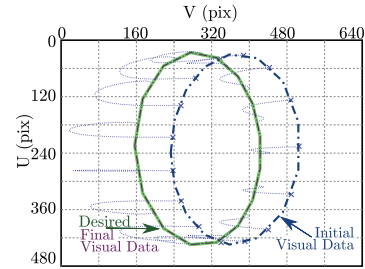 V (pix)
0 160 320 480 640
0
120
240
360
480
U (pix)
Desired
Final
Visual Data
Initial
Visual Data